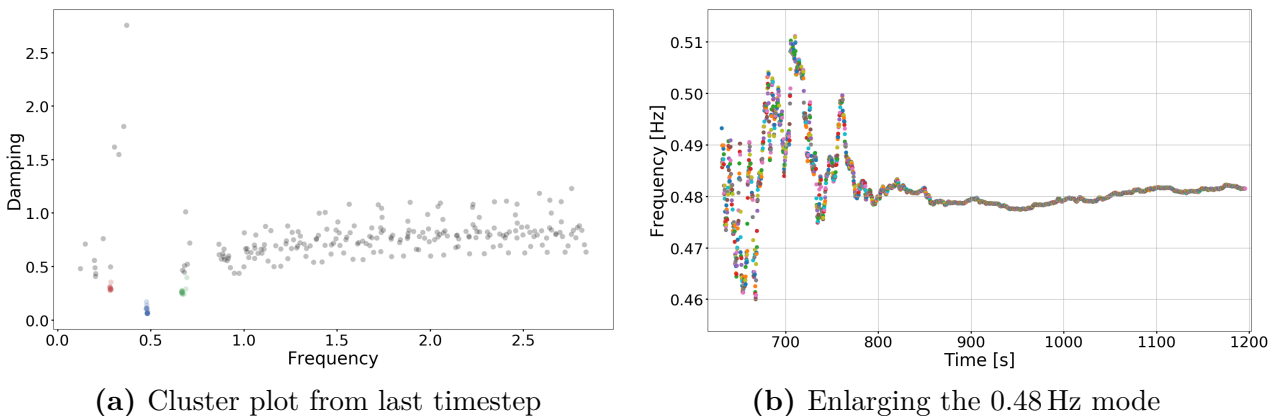 2.5
2.0
1.5
1.0
0.5
0.0
Damping
0.0 0.5 1.0 1.5 2.0 2.5
Frequency
(a) Cluster plot from last timestep
0.51
0.50
0.49
0.48
0.47
0.46
Frequency [Hz]
700 800 900 1000 1100 1200
Time [s]
(b) Enlarging the 0.48 Hz mode